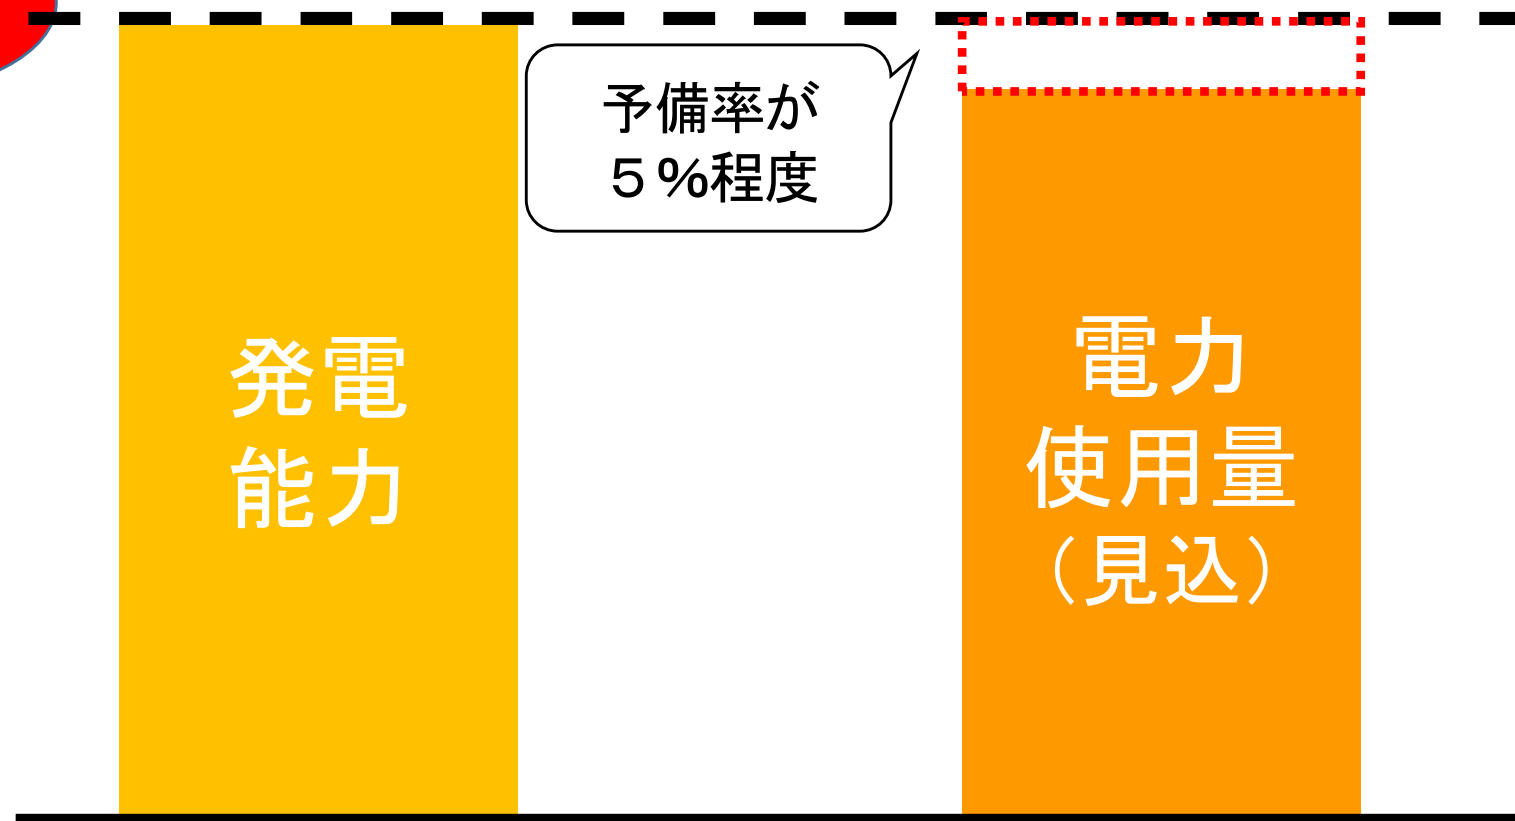 予備率が
５%程度
発電
能力
電力
使用量
（見込）